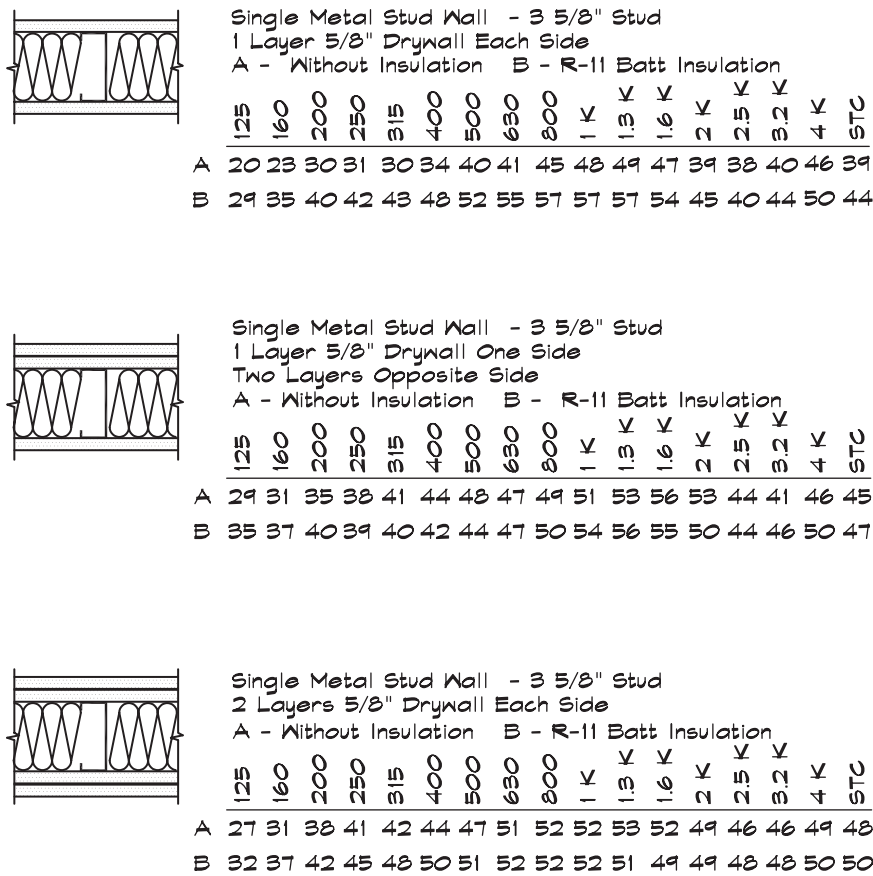 Single Metal Stud Wall - 3 5/8" Stud
1 Layer 5/8" Drywall Each Side
A - Without Insulation B - R-11 Batt Insulation
125 160 200 250 315 400 500 630 800 1 K 1.3 K 1.6 K 2 K 2.5 K 3.2 K 4 K STC
A 20 23 30 31 30 34 40 41 45 48 49 47 39 38 40 46 39
B 29 35 40 42 43 48 52 55 57 57 57 54 45 40 44 50 44
Single Metal Stud Wall - 3 5/8" Stud
1 Layer 5/8" Drywall One Side
Two Layers Opposite Side
A - Without Insulation B - R-11 Batt Insulation
125 160 200 250 315 400 500 630 800 1 K 1.3 K 1.6 K 2 K 2.5 K 3.2 K 4 K STC
A 29 31 35 38 41 44 48 47 49 51 53 56 53 44 41 46 45
B 35 37 40 39 40 42 44 47 50 54 56 55 50 44 46 50 47
Single Metal Stud Wall - 3 5/8" Stud
2 Layers 5/8" Drywall Each Side
A - Without Insulation B - R-11 Batt Insulation
125 160 200 250 315 400 500 630 800 1 K 1.3 K 1.6 K 2 K 2.5 K 3.2 K 4 K STC
A 27 31 38 41 42 44 47 51 52 52 53 52 49 46 46 49 48
B 32 37 42 45 48 50 51 52 52 52 51 49 49 48 48 50 50